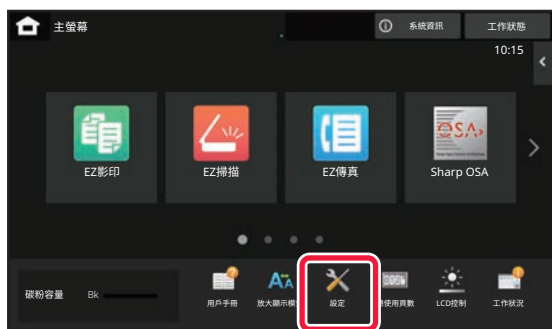 主螢幕
系統資訊
工作狀態
10:15
EZ影印
EZ掃描
EZ傳真
OSA
Sharp OSA
碳粉容量 Bk
用戶手冊
放大顯示模
設定
使用頁數
LCD控制
工作狀況